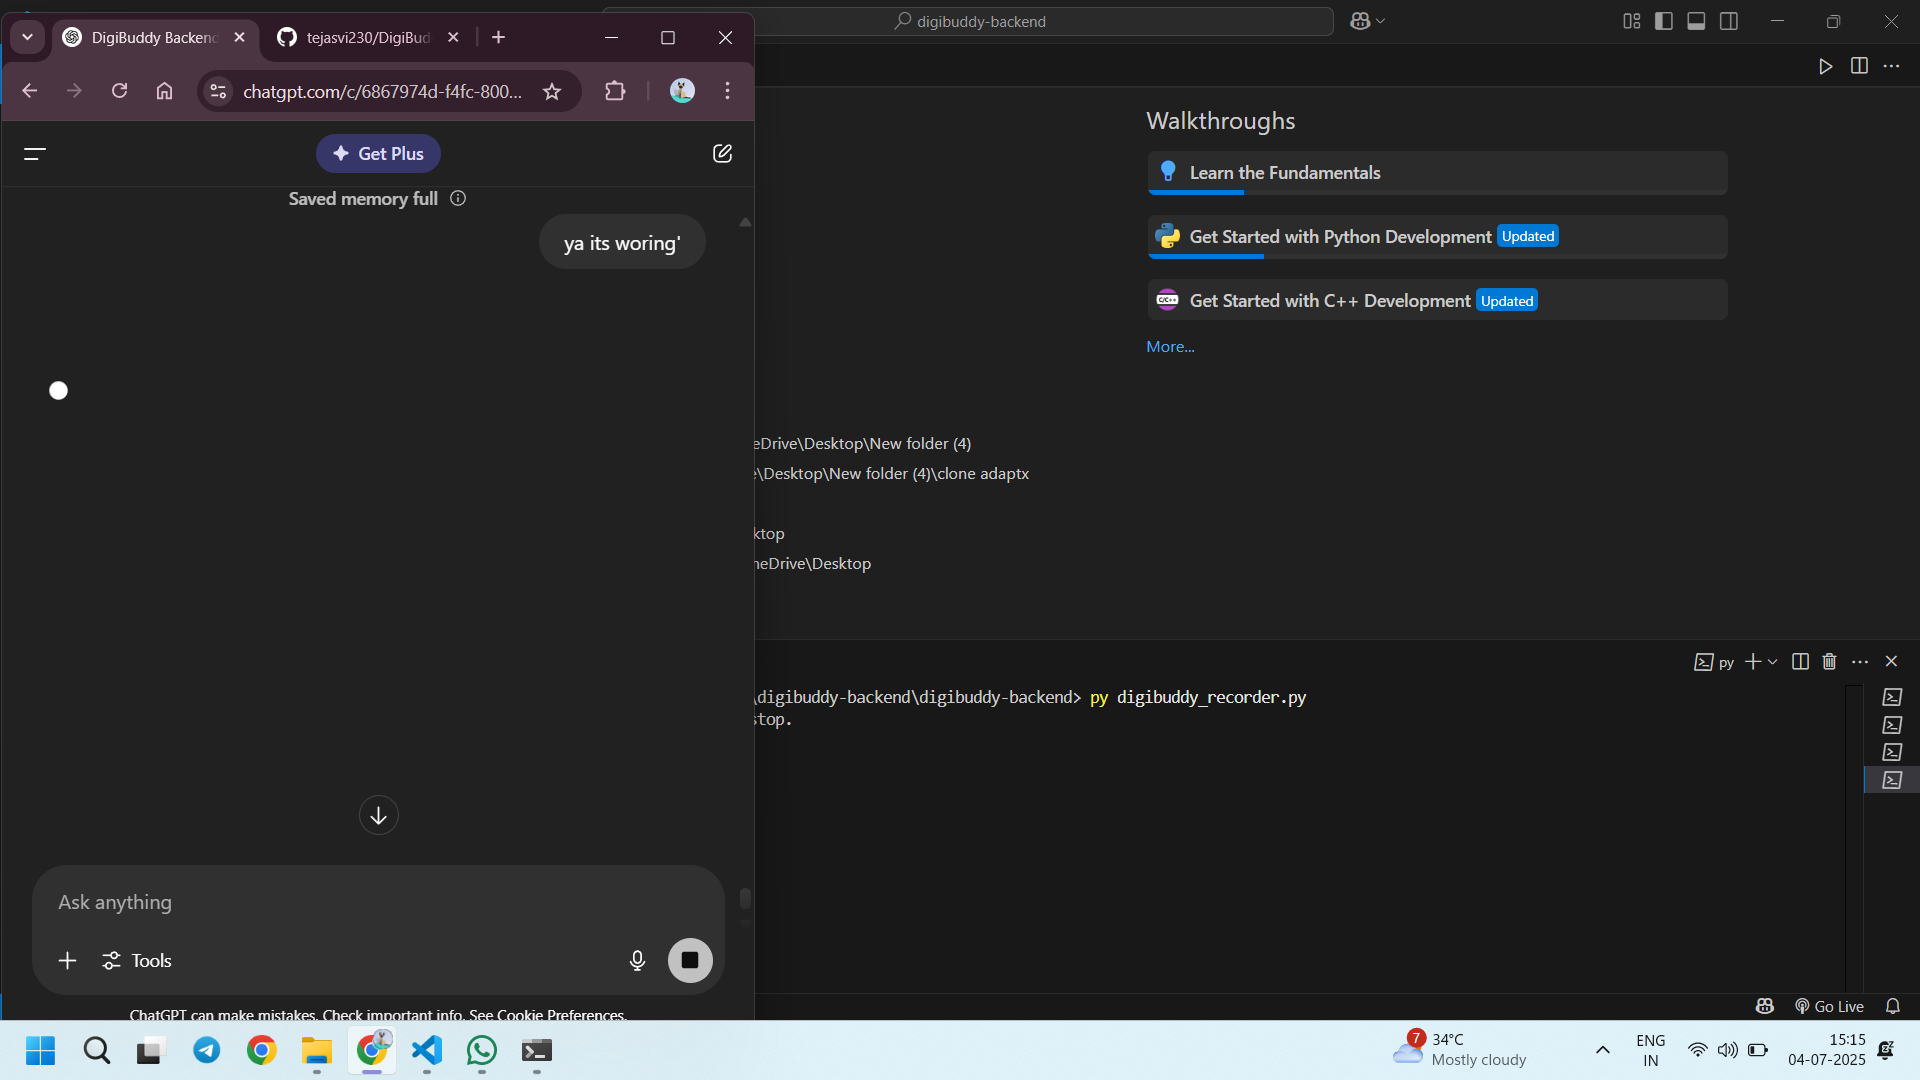 DigiBuddy Backend
tejasvi230/DigiBud
digibuddy-backend
chatgpt.com/c/6867974d-f4fc-800...
Get Plus
Saved memory full
ya its woring'
Walkthroughs
Learn the Fundamentals
Get Started with Python Development Updated
Get Started with C++ Development Updated
More...
eDrive\Desktop\New folder (4)
\Desktop\New folder (4)\clone adaptx
ktop
neDrive\Desktop
py
\digibuddy-backend\digibuddy-backend> py digibuddy_recorder.py
stop.
Ask anything
Tools
ChatGPT can make mistakes. Check important info. See Cookie Preferences.
Go Live
7
34°C
Mostly cloudy
ENG
IN
15:15
04-07-2025